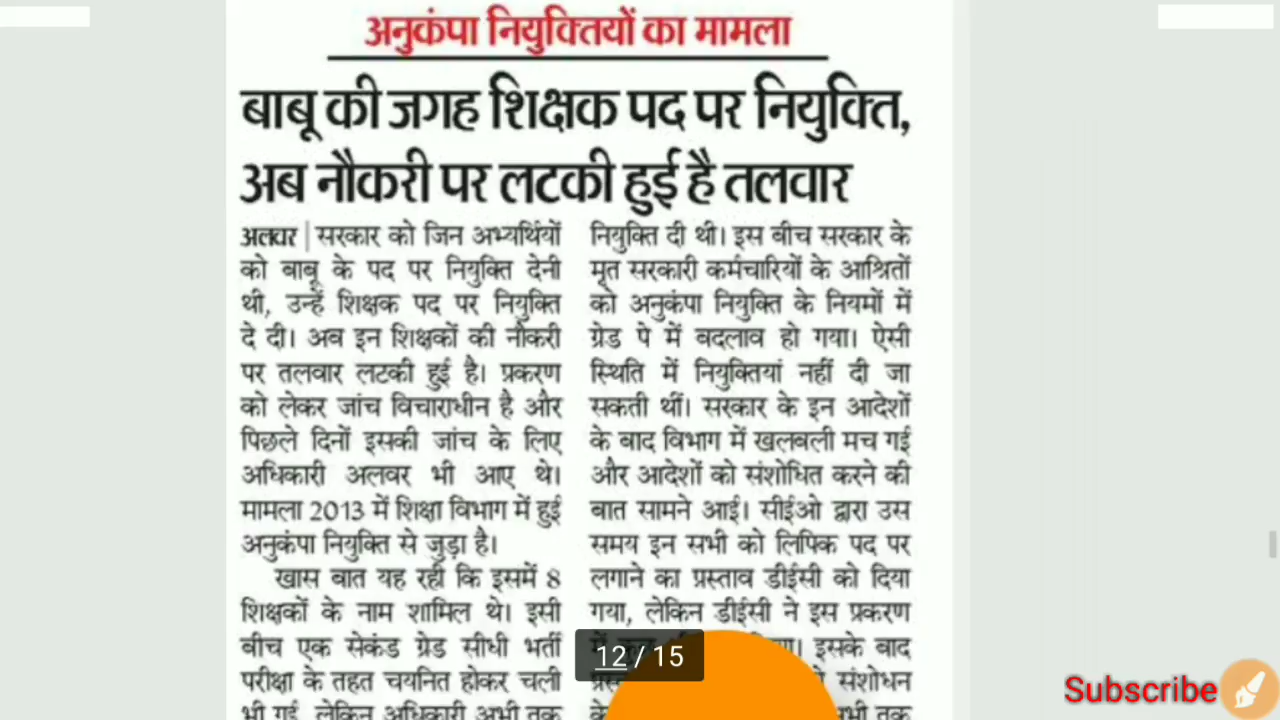 अनुकंपा नियुक्तियों का मामला
बाबू की जगह शिक्षक पद पर नियुक्ति,
अब नौकरी पर लटकी हुई है तलवार
अलवर | सरकार को जिन अभ्यर्थियों
को बाबू के पद पर नियुक्ति देनी
थी, उन्हें शिक्षक पद पर नियुक्ति
दे दी। अब इन शिक्षकों की नौकरी
पर तलवार लटकी हुई है। प्रकरण
को लेकर जांच विचाराधीन है और
पिछले दिनों इसकी जांच के लिए
अधिकारी अलवर भी आए थे।
मामला 2013 में शिक्षा विभाग में हुई
अनुकंपा नियुक्ति से जुड़ा है।
खास बात यह रही कि इसमें 8
शिक्षकों के नाम शामिल थे। इसी
बीच एक सेकंड ग्रेड सीधी भर्ती
परीक्षा के तहत चयनित होकर चली
भी गई, लेकिन अधिकारी अभी तक
नियुक्ति दी थी। इस बीच सरकार के
मृत सरकारी कर्मचारियों के आश्रितों
को अनुकंपा नियुक्ति के नियमों में
ग्रेड पे में बदलाव हो गया। ऐसी
स्थिति में नियुक्तियां नहीं दी जा
सकती थीं। सरकार के इन आदेशों
के बाद विभाग में खलबली मच गई
और आदेशों को संशोधित करने की
बात सामने आई। सीईओ द्वारा उस
समय इन सभी को लिपिक पद पर
लगाने का प्रस्ताव डीईसी को दिया
गया, लेकिन डीईसी ने इस प्रकरण
में इसके बाद
संशोधन
के तक
12 / 15
Subscribe